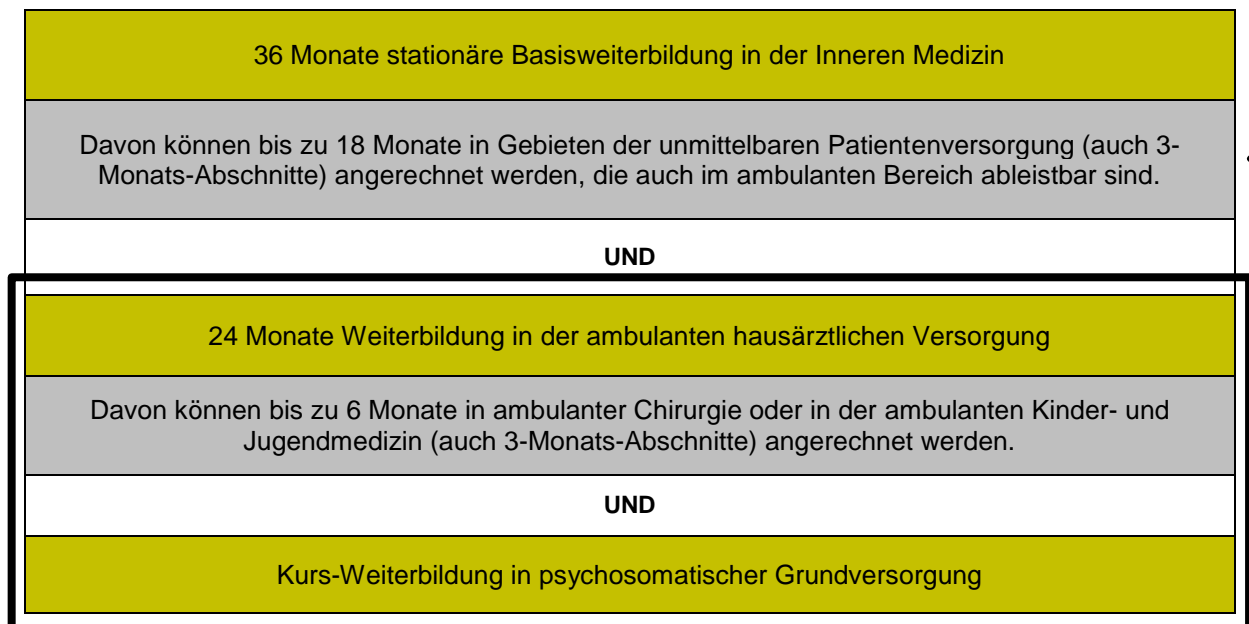 36 Monate stationäre Basisweiterbildung in der Inneren Medizin
Davon können bis zu 18 Monate in Gebieten der unmittelbaren Patientenversorgung (auch 3-
Monats-Abschnitte) angerechnet werden, die auch im ambulanten Bereich ableistbar sind.
UND
24 Monate Weiterbildung in der ambulanten hausärztlichen Versorgung
Davon können bis zu 6 Monate in ambulanter Chirurgie oder in der ambulanten Kinder- und
Jugendmedizin (auch 3-Monats-Abschnitte) angerechnet werden.
UND
Kurs-Weiterbildung in psychosomatischer Grundversorgung